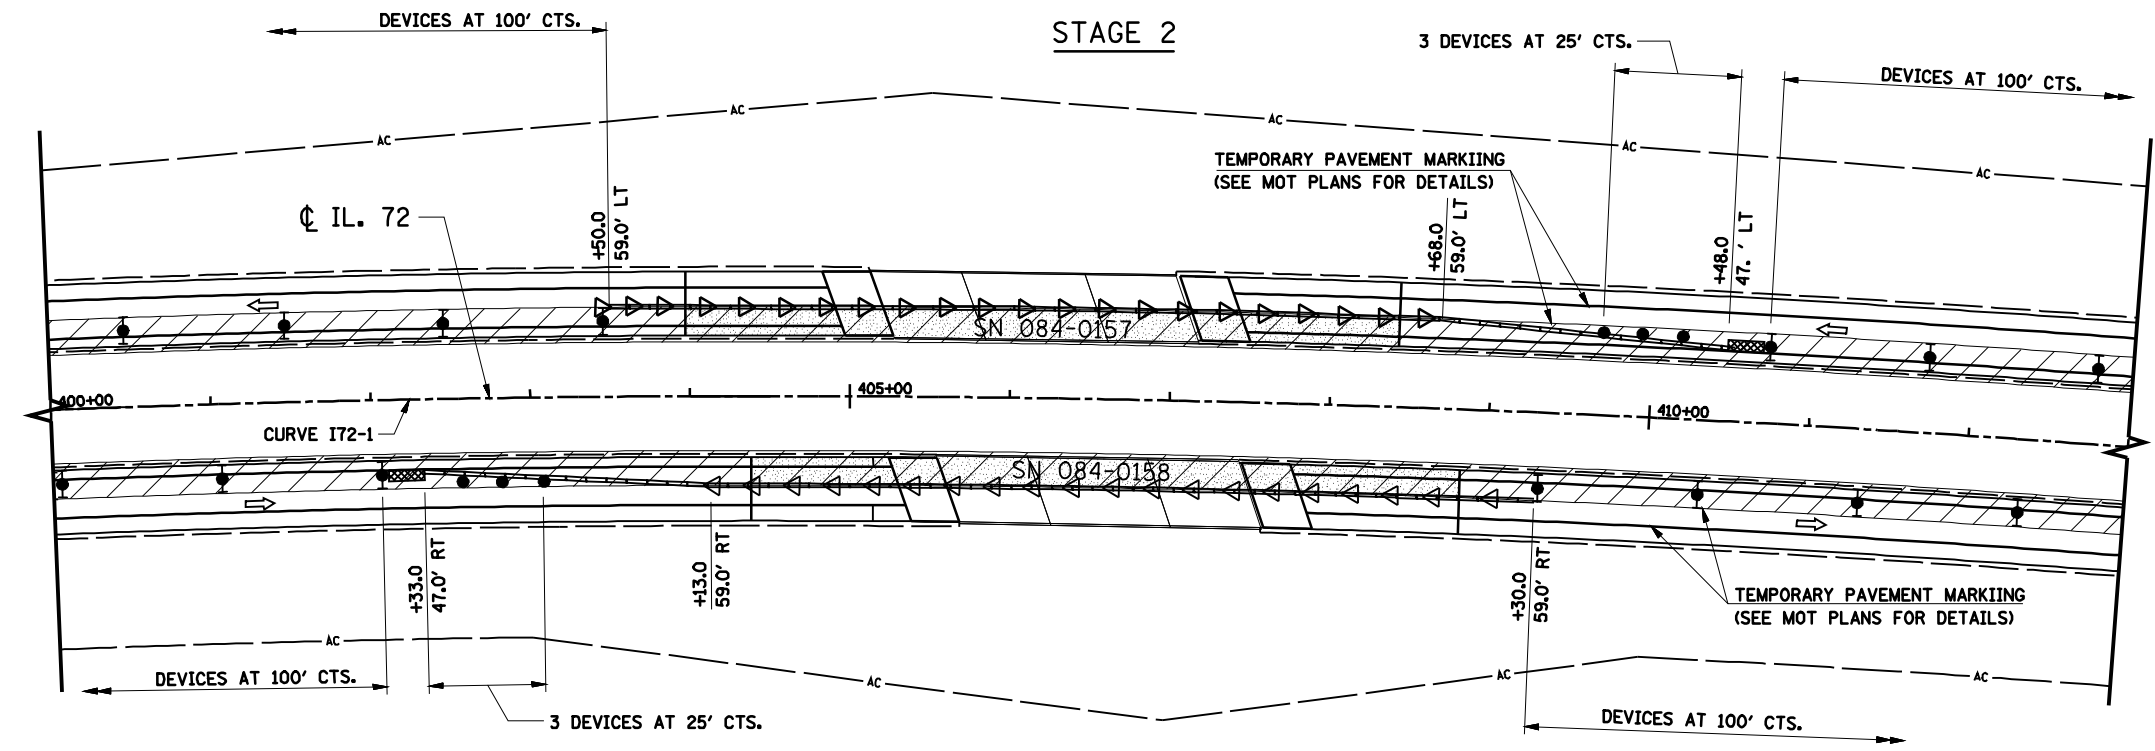 STAGE 2
DEVICES AT 100' CTS.
3 DEVICES AT 25' CTS.
DEVICES AT 100' CTS.
AC
AC
AC
AC
AC
TEMPORARY PAVEMENT MARKIING
(SEE MOT PLANS FOR DETAILS)
℄ IL. 72
+50.0
59.0' LT
+68.0
59.0' LT
+48.0
47. ' LT
SN 084-0157
400+00
405+00
410+00
CURVE I72-1
SN 084-0158
+33.0
47.0' RT
+13.0
59.0' RT
+30.0
59.0' RT
TEMPORARY PAVEMENT MARKIING
(SEE MOT PLANS FOR DETAILS)
AC
AC
AC
AC
DEVICES AT 100' CTS.
3 DEVICES AT 25' CTS.
DEVICES AT 100' CTS.